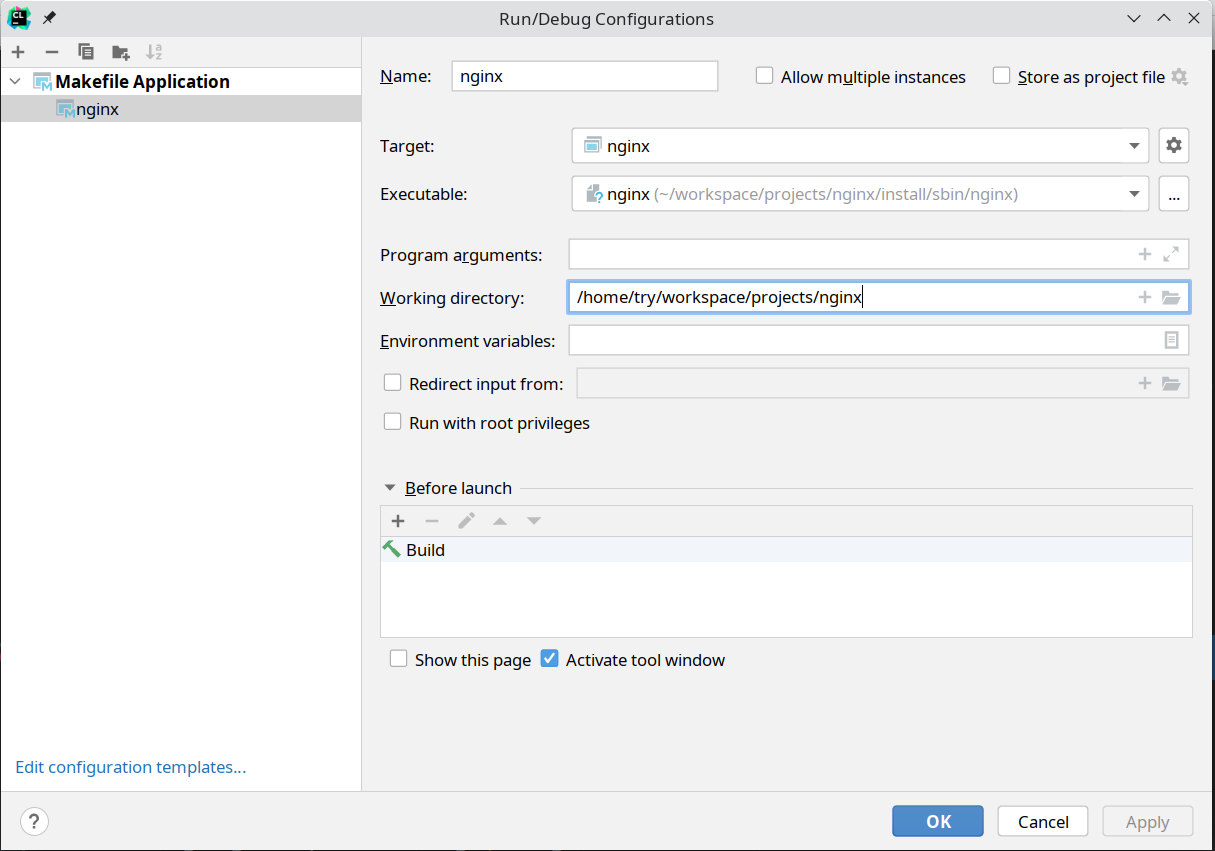 CL
Run/Debug Configurations
Makefile Application
nginx
Name: nginx Allow multiple instances Store as project file
Target: nginx
Executable: nginx (~/workspace/projects/nginx/install/sbin/nginx) ...
Program arguments:
Working directory: /home/try/workspace/projects/nginx
Environment variables:
Redirect input from:
Run with root privileges
Before launch
Build
Show this page Activate tool window
Edit configuration templates...
? OK Cancel Apply